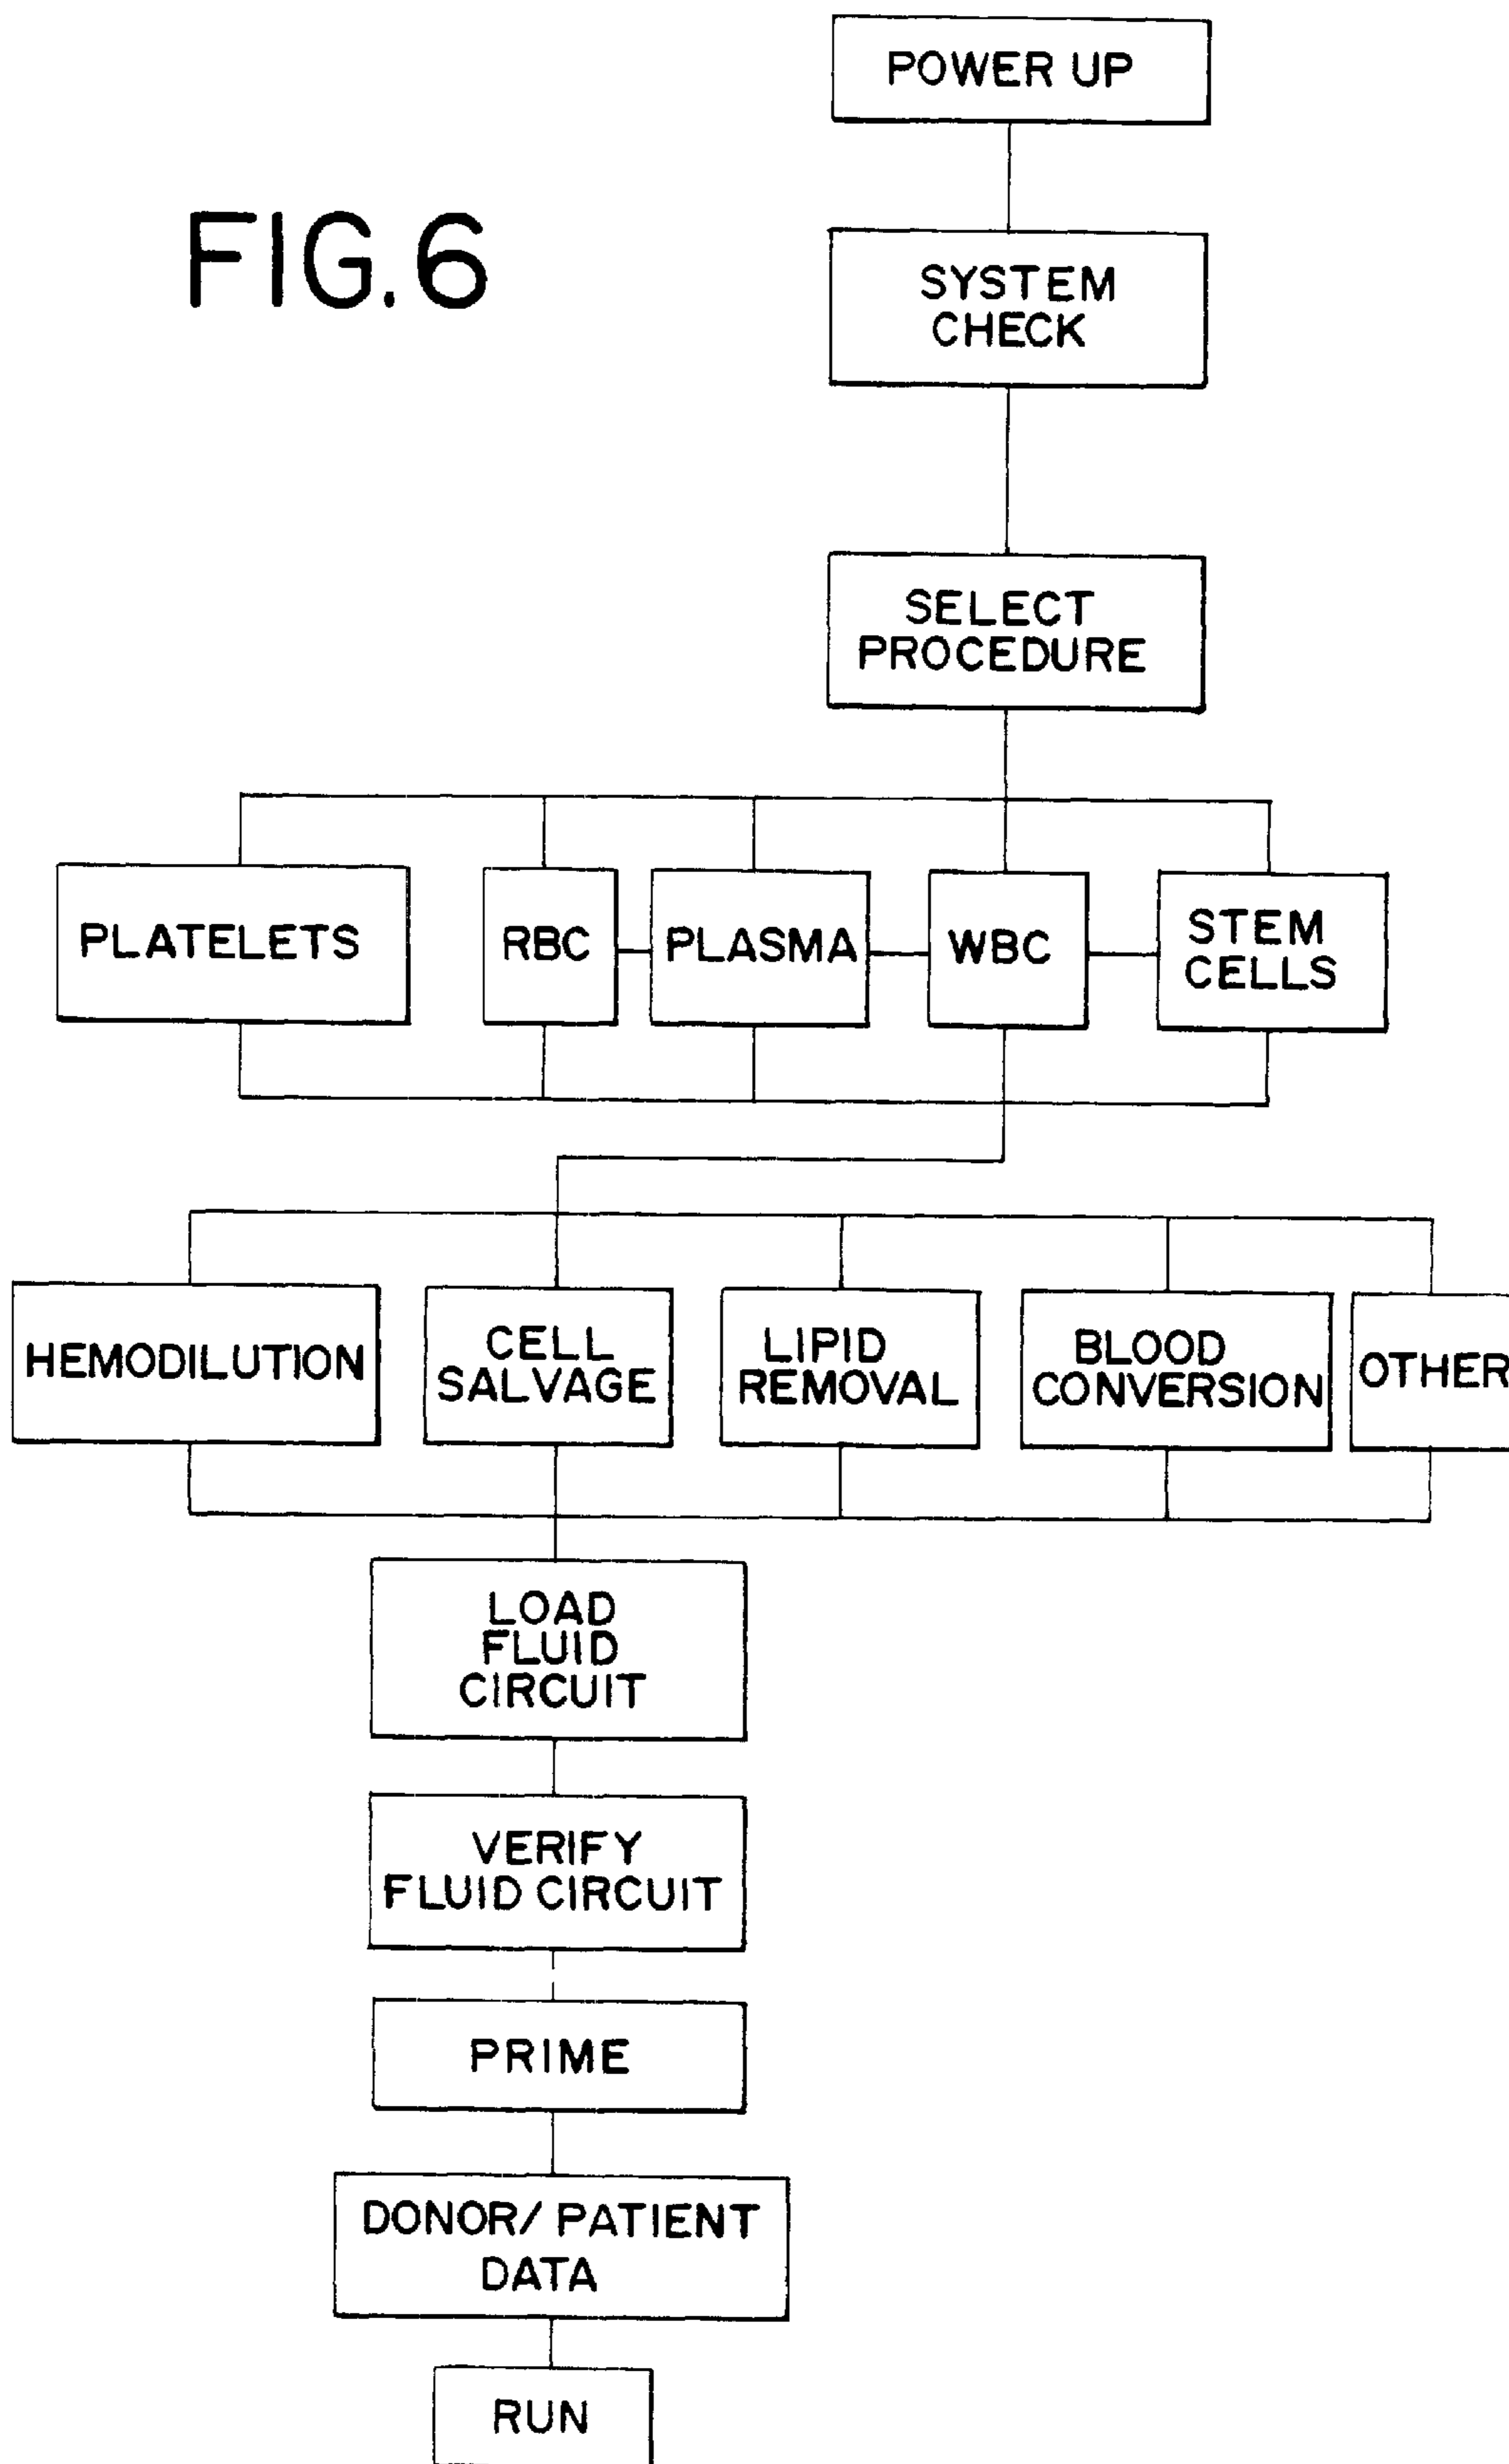 FIG.6
POWER UP
SYSTEM
CHECK
SELECT
PROCEDURE
PLATELETS
RBC
PLASMA
WBC
STEM
CELLS
HEMODILUTION
CELL
SALVAGE
LIPID
REMOVAL
BLOOD
CONVERSION
OTHER
LOAD
FLUID
CIRCUIT
VERIFY
FLUID CIRCUIT
PRIME
DONOR/ PATIENT
DATA
RUN